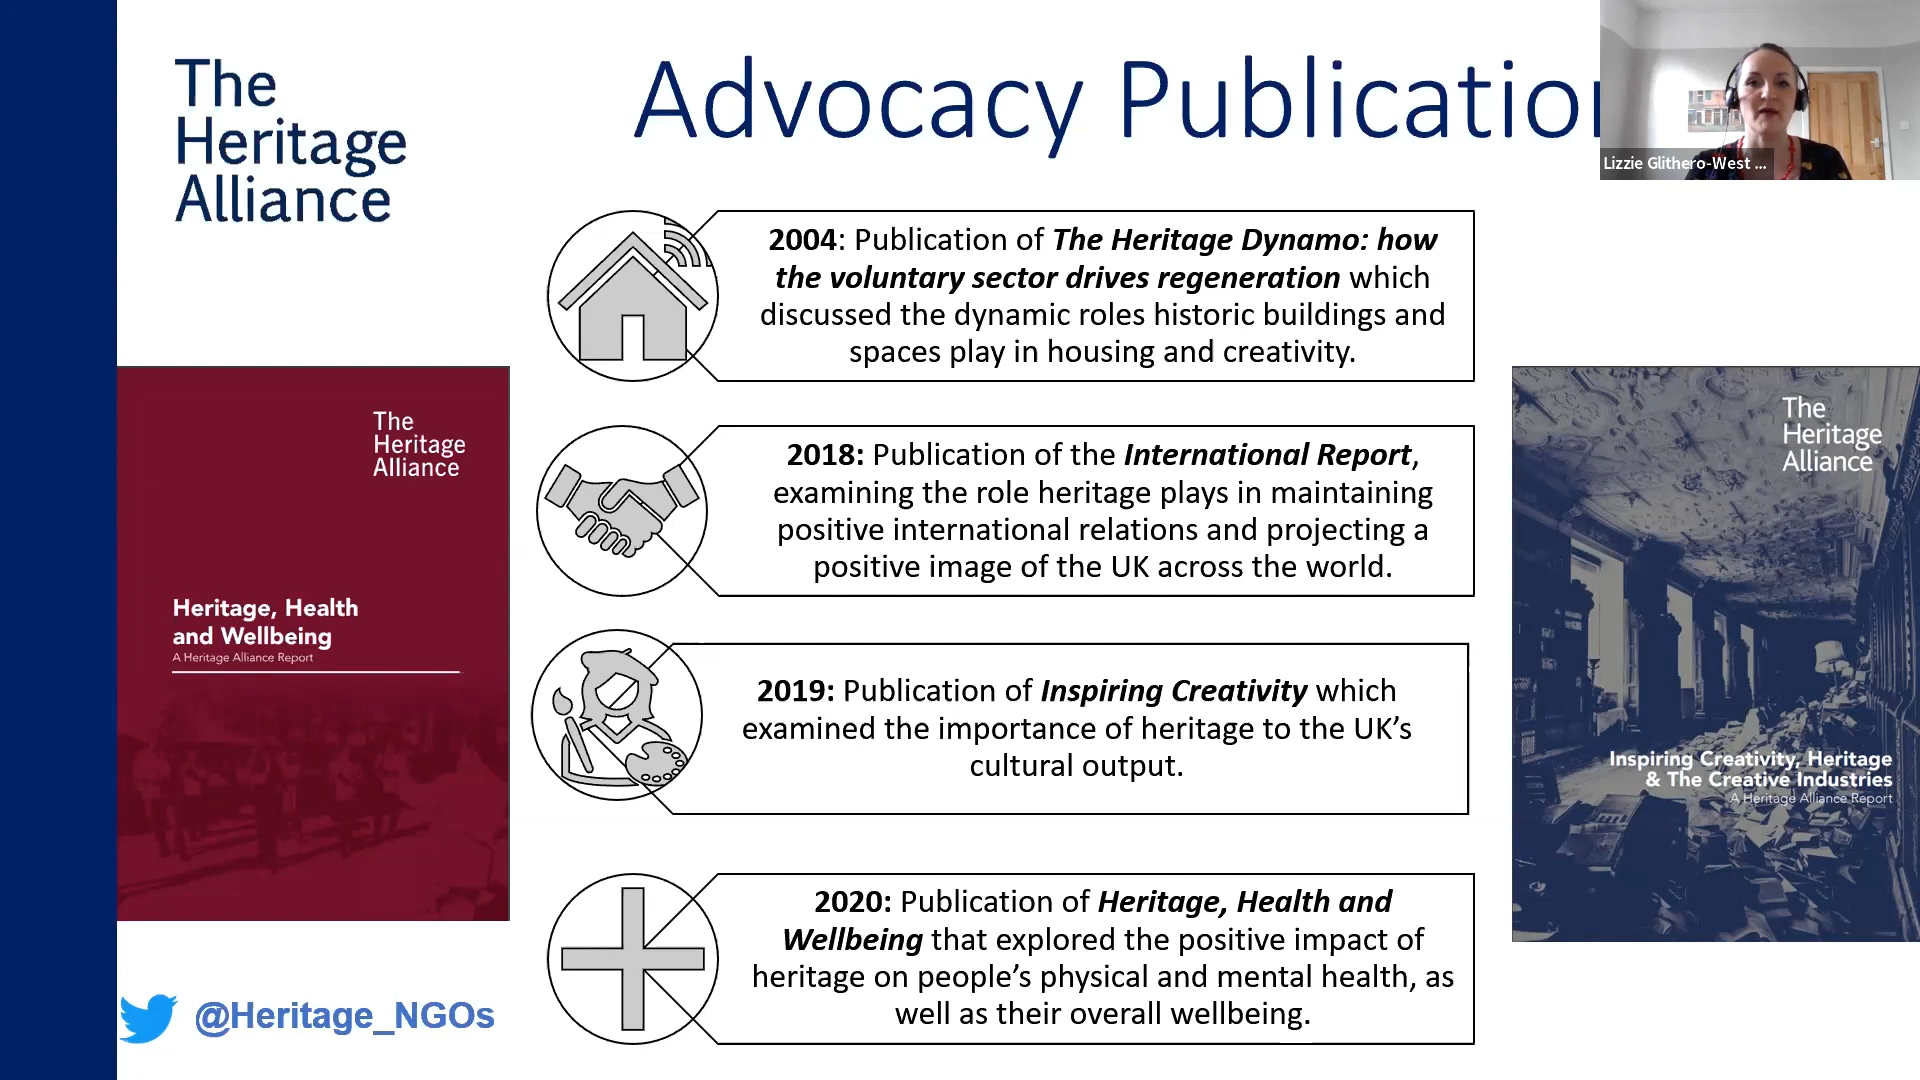 The
Heritage
Alliance
Advocacy Publication
Lizzie Glithero-West ...
2004: Publication of The Heritage Dynamo: how
the voluntary sector drives regeneration which
discussed the dynamic roles historic buildings and
spaces play in housing and creativity.
The
Heritage
Alliance
Heritage, Health
and Wellbeing
A Heritage Alliance Report
2018: Publication of the International Report,
examining the role heritage plays in maintaining
positive international relations and projecting a
positive image of the UK across the world.
2019: Publication of Inspiring Creativity which
examined the importance of heritage to the UK’s
cultural output.
2020: Publication of Heritage, Health and
Wellbeing that explored the positive impact of
heritage on people’s physical and mental health, as
well as their overall wellbeing.
The
Heritage
Alliance
Inspiring Creativity, Heritage
& The Creative Industries
A Heritage Alliance Report
@Heritage_NGOs